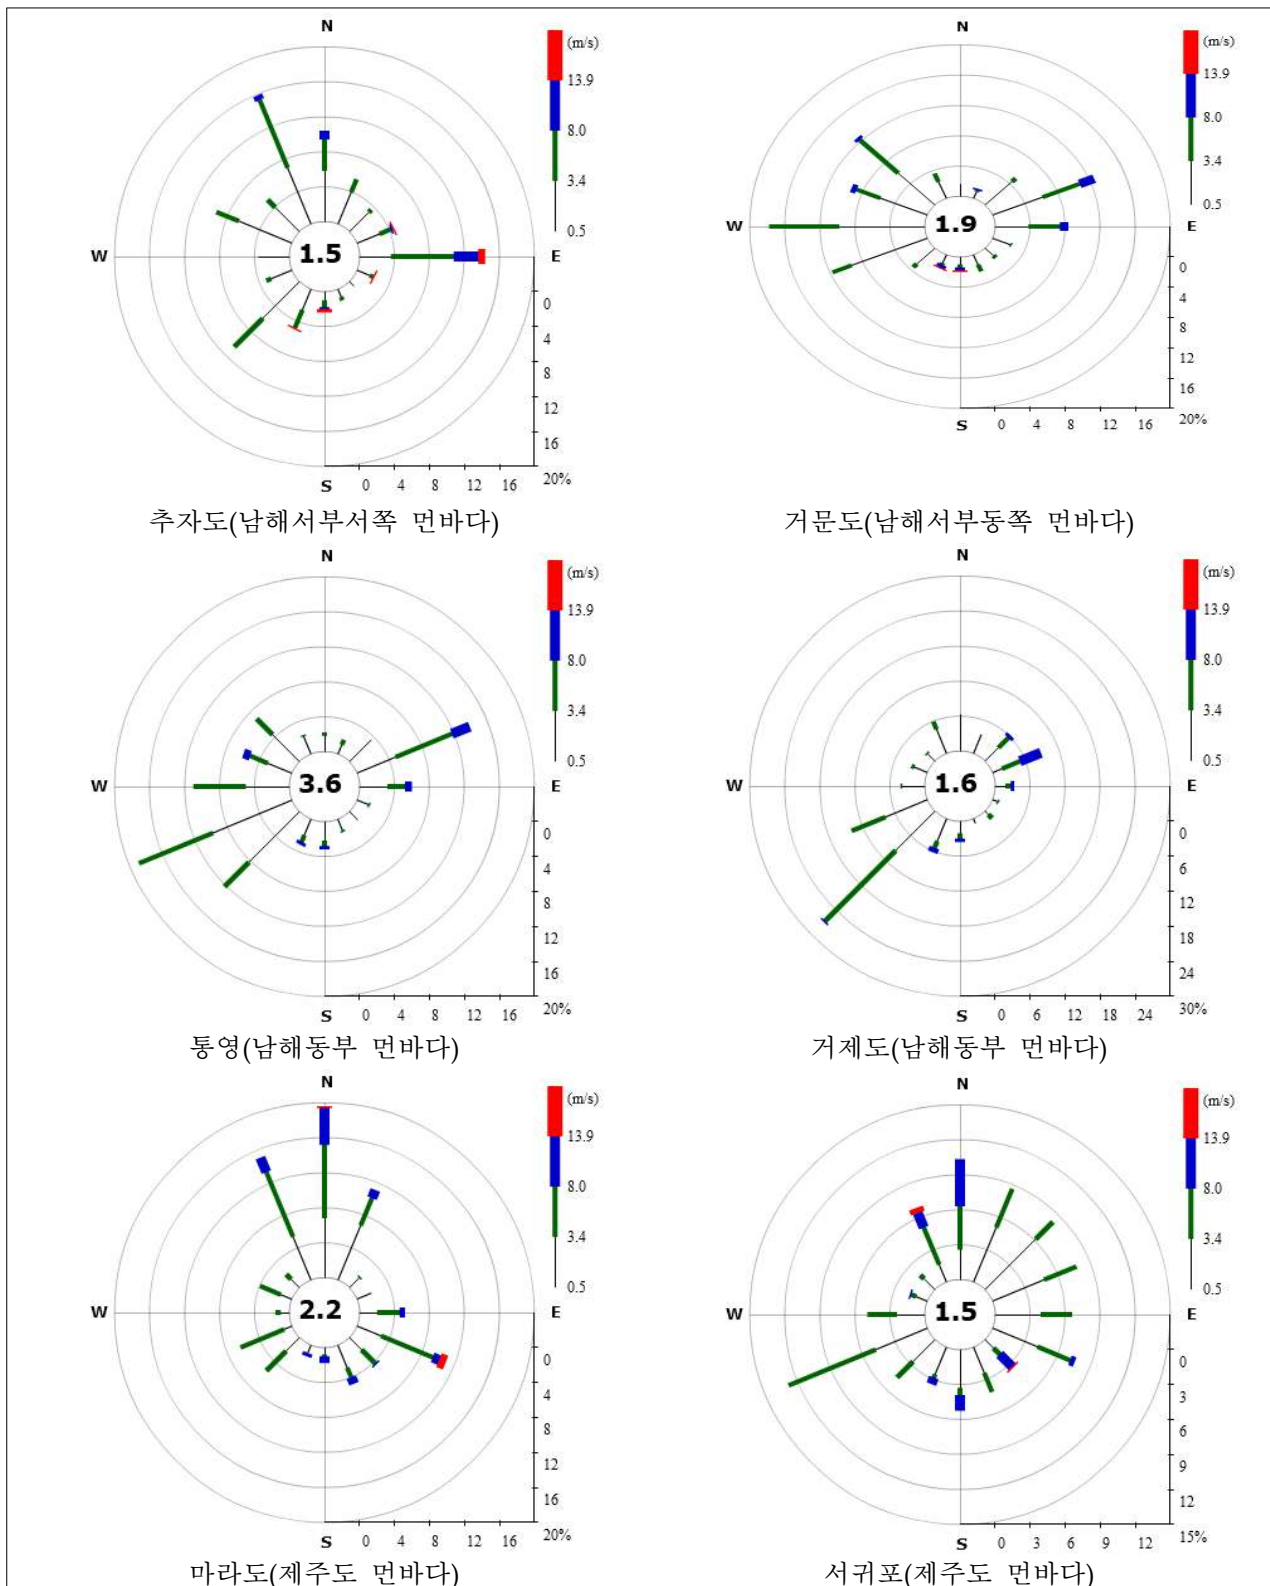 N N
(m/s) (m/s)
13.9 13.9
8.0 8.0
3.4 3.4
0.5 0.5
W 1.5 E W 1.9 E
0 0
4 4
8 8
12 12
16 16
20% 20%
S 0 4 8 12 16 S 0 4 8 12 16
추자도(남해서부서쪽 먼바다) 거문도(남해서부동쪽 먼바다)
N N
(m/s) (m/s)
13.9 13.9
8.0 8.0
3.4 3.4
0.5 0.5
W 3.6 E W 1.6 E
0 0
4 6
8 12
12 18
16 24
20% 30%
S 0 4 8 12 16 S 0 6 12 18 24
통영(남해동부 먼바다) 거제도(남해동부 먼바다)
N N
(m/s) (m/s)
13.9 13.9
8.0 8.0
3.4 3.4
0.5 0.5
W 2.2 E W 1.5 E
0 0
4 3
8 6
12 9
16 12
20% 15%
S 0 4 8 12 16 S 0 3 6 9 12
마라도(제주도 먼바다) 서귀포(제주도 먼바다)